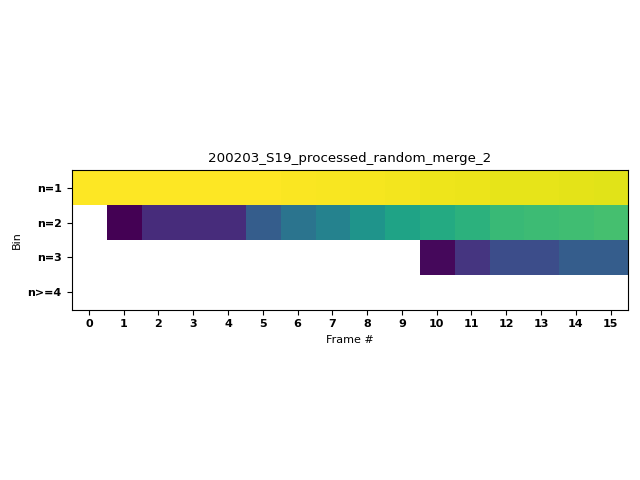 200203_S19_processed_random_merge_2
n=1
n=2
n=3
n>=4
Bin
0 1 2 3 4 5 6 7 8 9 10 11 12 13 14 15
Frame #